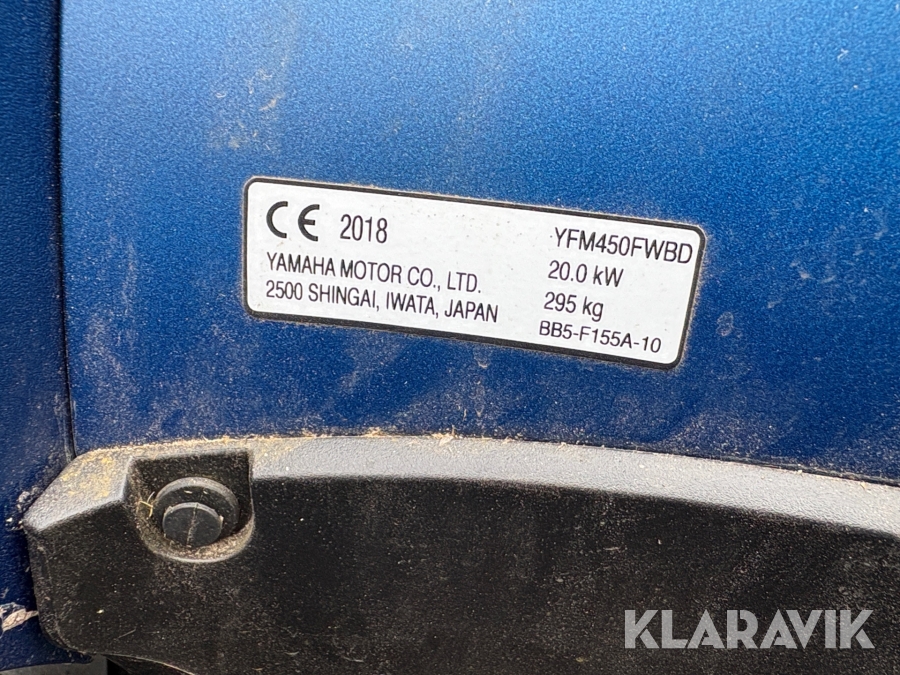 CE 2018 YFM450FWBD
YAMAHA MOTOR CO., LTD. 20.0 kW
2500 SHINGAI, IWATA, JAPAN 295 kg
BB5-F155A-10
KLARAVIK